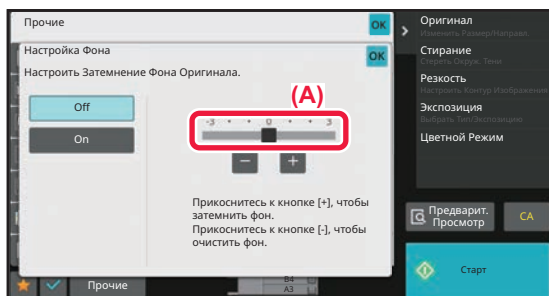 Прочие
OK
Настройка Фона
OK
Настроить Затемнение Фона Оригинала.
Off
On
(A)
-3 • • 0 • • 3
−
+
Прикоснитесь к кнопке [+], чтобы
затемнить фон.
Прикоснитесь к кнопке [-], чтобы
очистить фон.
Оригинал
Изменить Размер/Направл.
Стирание
Стереть Окруж. Тени
Резкость
Настроить Контур Изображения
Экспозиция
Выбрать Тип/Экспозицию
Цветной Режим
Предварит.
Просмотр
CA
Старт
Прочие
B4
A3